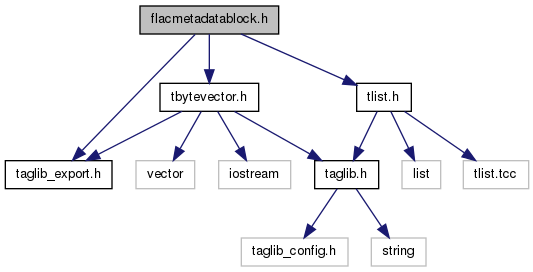 flacmetadatablock.h
tbytevector.h
tlist.h
taglib_export.h
vector
iostream
taglib.h
list
tlist.tcc
taglib_config.h
string